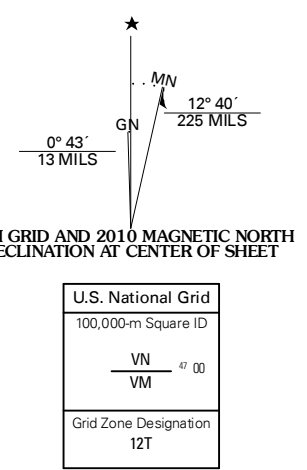 ★
MN
GN
12° 40´
225 MILS
0° 43´
13 MILS
GRID AND 2010 MAGNETIC NORTH
DECLINATION AT CENTER OF SHEET
U.S. National Grid
100,000-m Square ID
VN
47 00
VM
Grid Zone Designation
12T